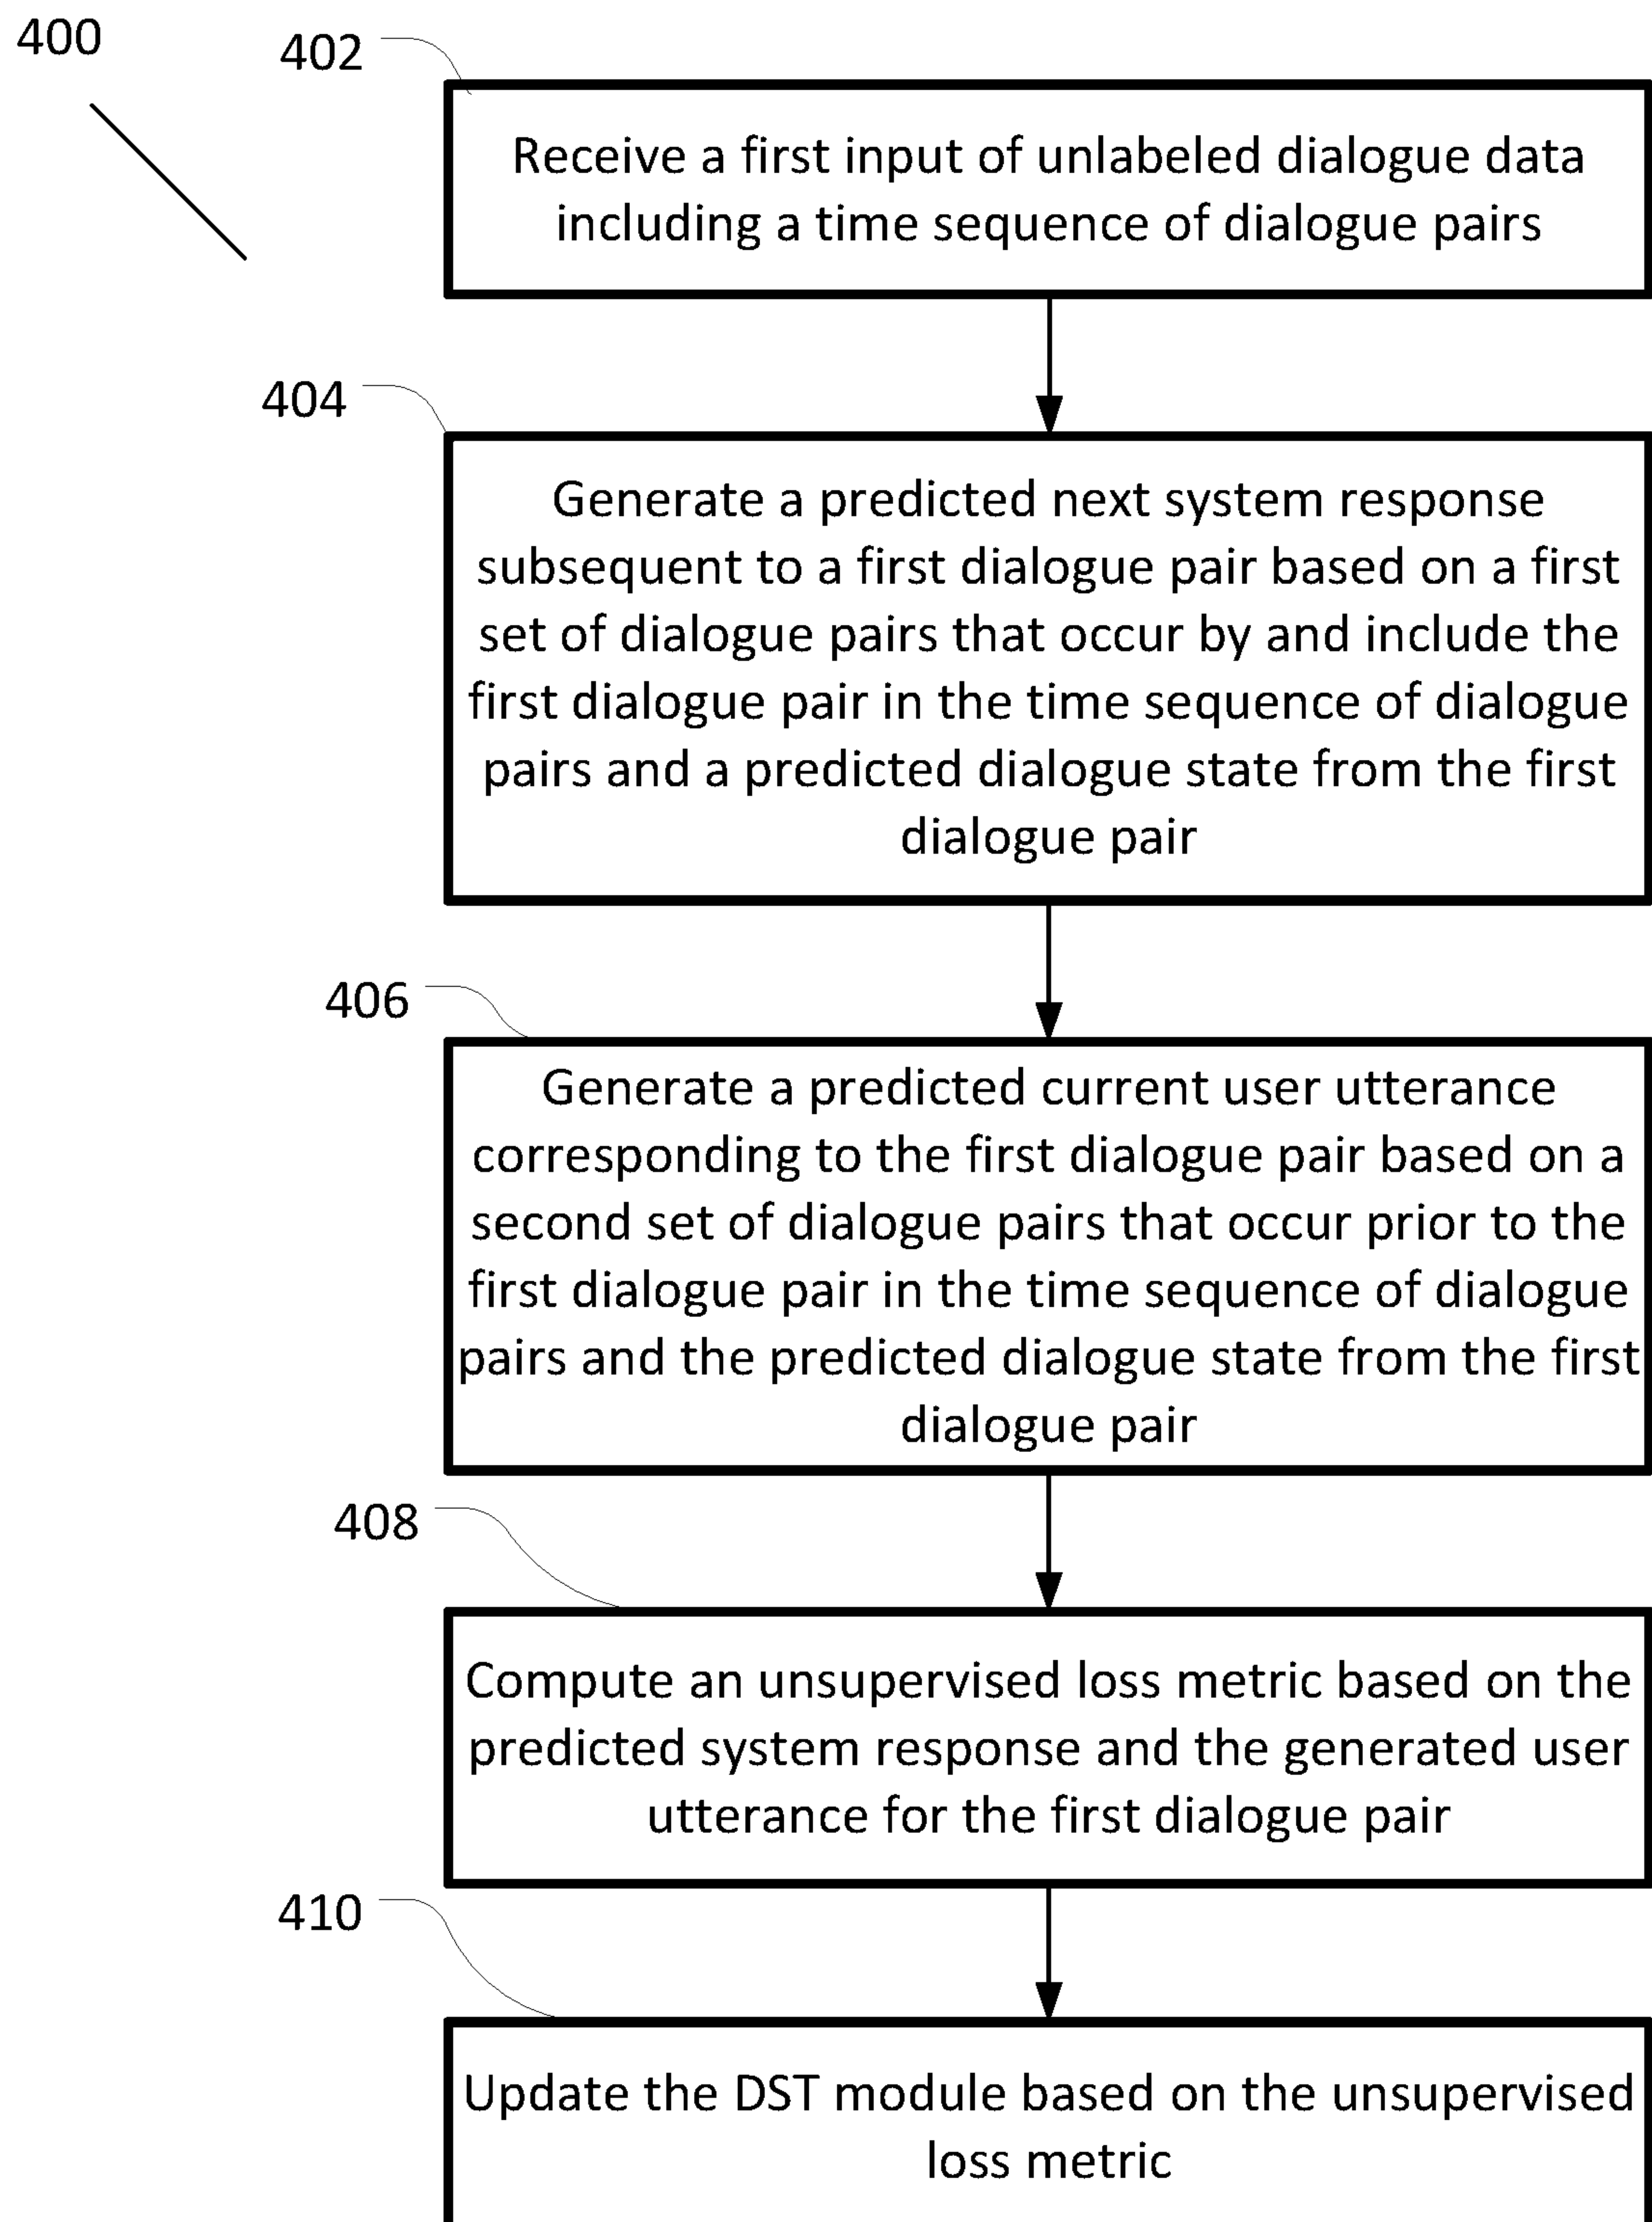 400
402
Receive a first input of unlabeled dialogue data
including a time sequence of dialogue pairs
404
Generate a predicted next system response
subsequent to a first dialogue pair based on a first
set of dialogue pairs that occur by and include the
first dialogue pair in the time sequence of dialogue
pairs and a predicted dialogue state from the first
dialogue pair
406
Generate a predicted current user utterance
corresponding to the first dialogue pair based on a
second set of dialogue pairs that occur prior to the
first dialogue pair in the time sequence of dialogue
pairs and the predicted dialogue state from the first
dialogue pair
408
Compute an unsupervised loss metric based on the
predicted system response and the generated user
utterance for the first dialogue pair
410
Update the DST module based on the unsupervised
loss metric